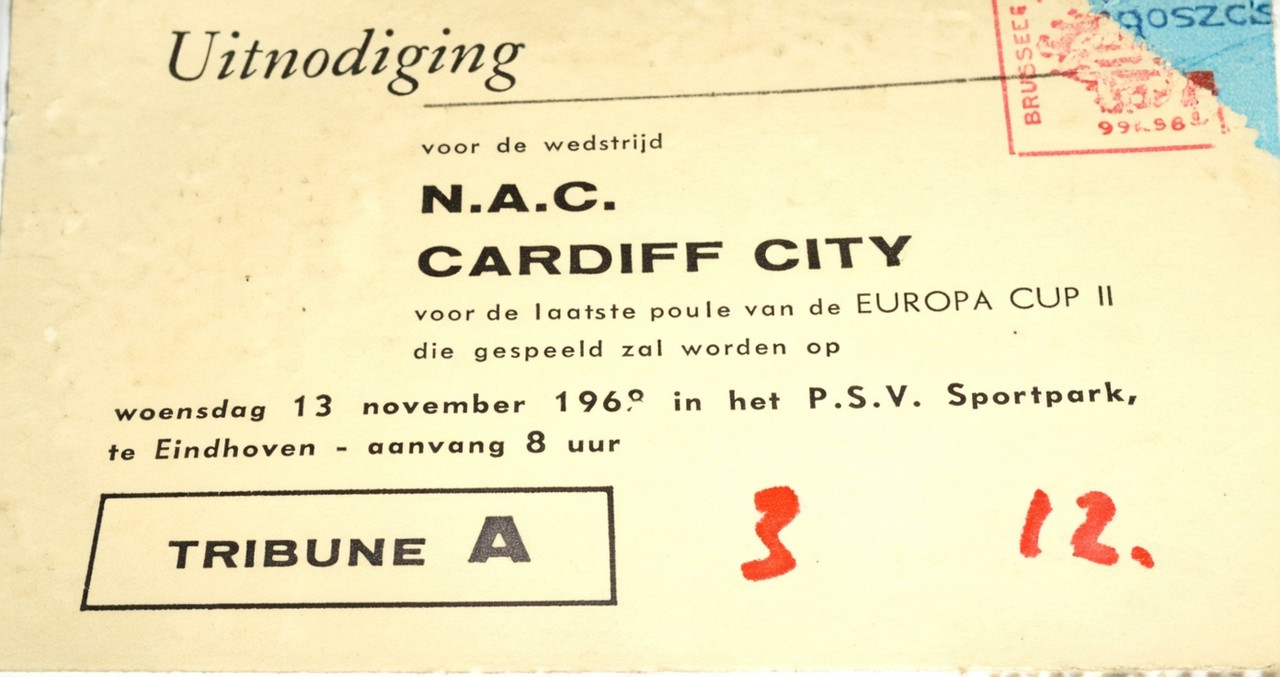 Uitnodiging
voor de wedstrijd
N.A.C.
CARDIFF CITY
voor de laatste poule van de EUROPA CUP II
die gespeeld zal worden op
woensdag 13 november in het P.S.V. Sportpark,
te Eindhoven - aanvang 8 uur
TRIBUNE A
3 12.